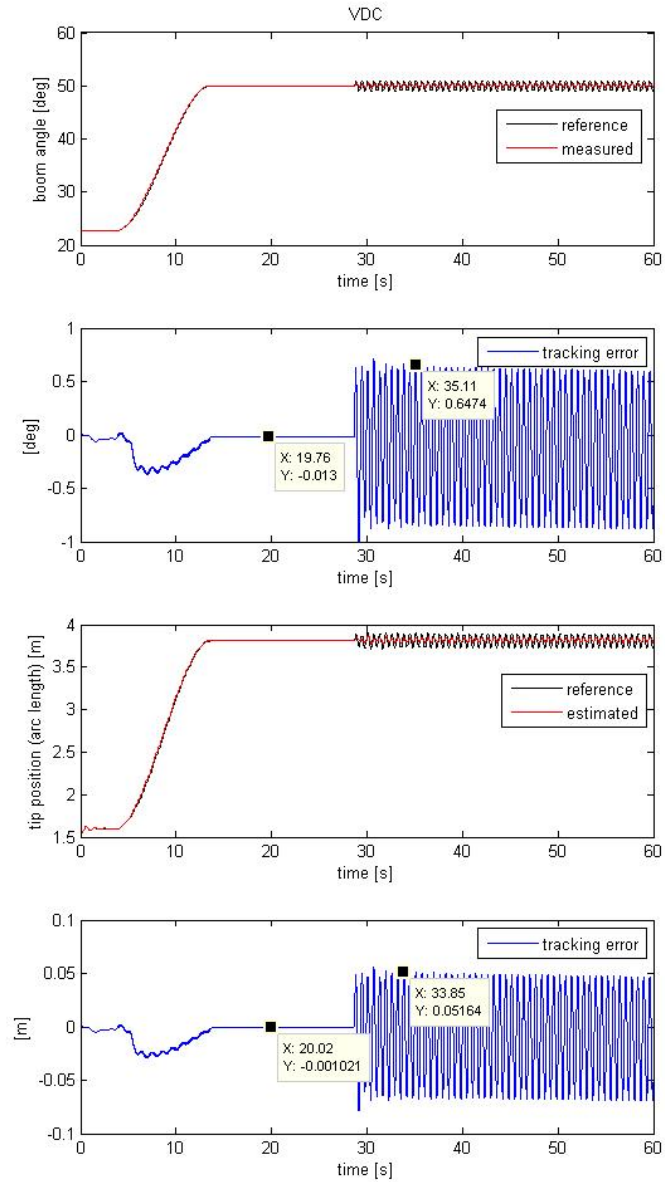 VDC
60
50
40
30
20
boom angle [deg]
reference
measured
0 10 20 30 40 50 60
time [s]
1
0.5
0
-0.5
-1
[deg]
tracking error
X: 35.11
Y: 0.6474
X: 19.76
Y: -0.013
0 10 20 30 40 50 60
time [s]
4
3.5
3
2.5
2
1.5
tip position (arc length) [m]
reference
estimated
0 10 20 30 40 50 60
time [s]
0.1
0.05
0
-0.05
-0.1
[m]
tracking error
X: 33.85
Y: 0.05164
X: 20.02
Y: -0.001021
0 10 20 30 40 50 60
time [s]